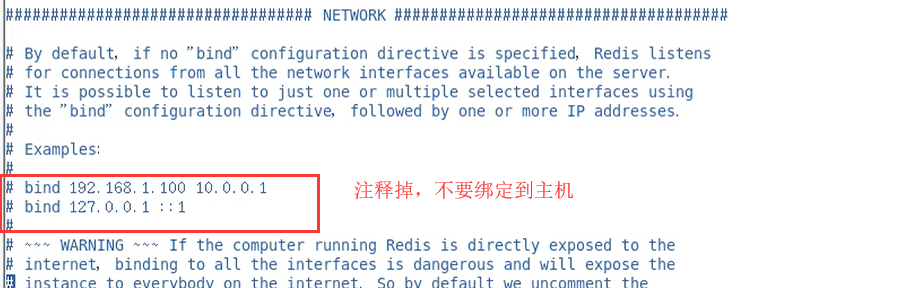 ################################ NETWORK ###################################
# By default, if no "bind" configuration directive is specified, Redis listens
# for connections from all the network interfaces available on the server.
# It is possible to listen to just one or multiple selected interfaces using
# the "bind" configuration directive, followed by one or more IP addresses.
#
# Examples:
#
# bind 192.168.1.100 10.0.0.1
注释掉，不要绑定到主机
# bind 127.0.0.1 ::1
#
# ~~~ WARNING ~~~ If the computer running Redis is directly exposed to the
# internet, binding to all the interfaces is dangerous and will expose the
# instance to everybody on the internet. So by default we uncomment the